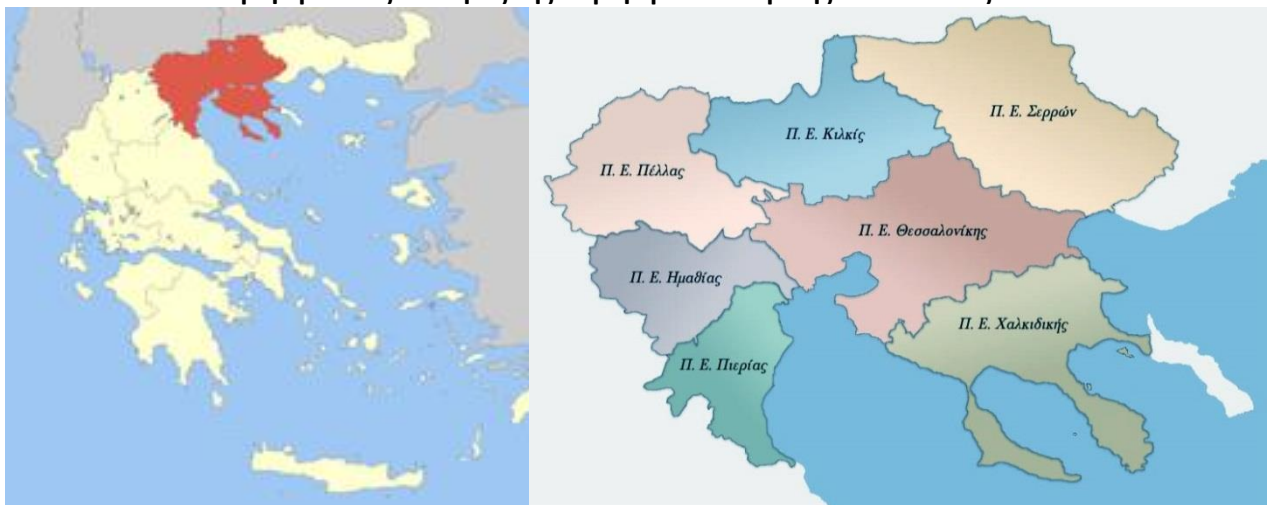 Π. Ε. Σερρών
Π. Ε. Κιλκίς
Π. Ε. Πέλλας
Π. Ε. Θεσσαλονίκης
Π. Ε. Ημαθίας
Π. Ε. Χαλκιδικής
Π. Ε. Πιερίας